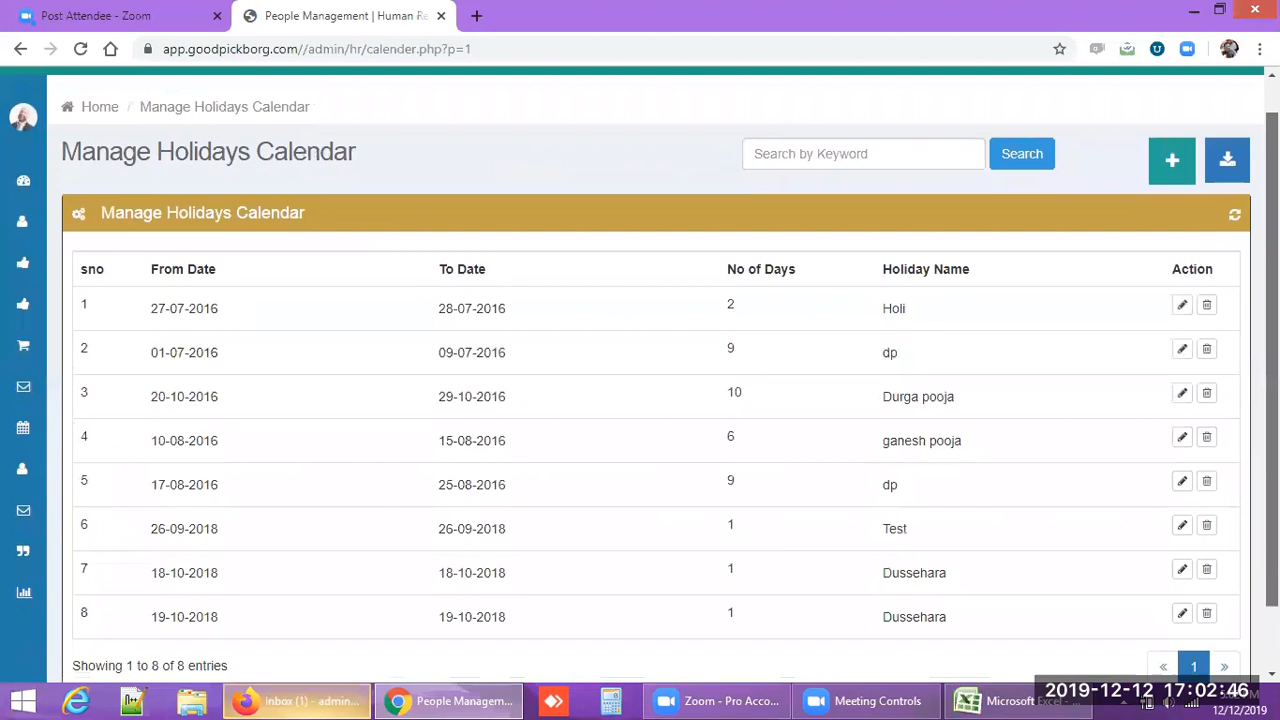 Post Attendee - Zoom
People Management | Human Re
app.goodpickborg.com//admin/hr/calender.php?p=1
Home / Manage Holidays Calendar
Manage Holidays Calendar
Search by Keyword
Search
Manage Holidays Calendar
sno From Date To Date No of Days Holiday Name Action
1 27-07-2016 28-07-2016 2 Holi
2 01-07-2016 09-07-2016 9 dp
3 20-10-2016 29-10-2016 10 Durga pooja
4 10-08-2016 15-08-2016 6 ganesh pooja
5 17-08-2016 25-08-2016 9 dp
6 26-09-2018 26-09-2018 1 Test
7 18-10-2018 18-10-2018 1 Dussehara
8 19-10-2018 19-10-2018 1 Dussehara
Showing 1 to 8 of 8 entries
« 1 »
Inbox (1) - admin...
People Managem...
Zoom - Pro Acco...
Meeting Controls
Microsoft Excel -
2019-12-12 17:02:46
12/12/2019